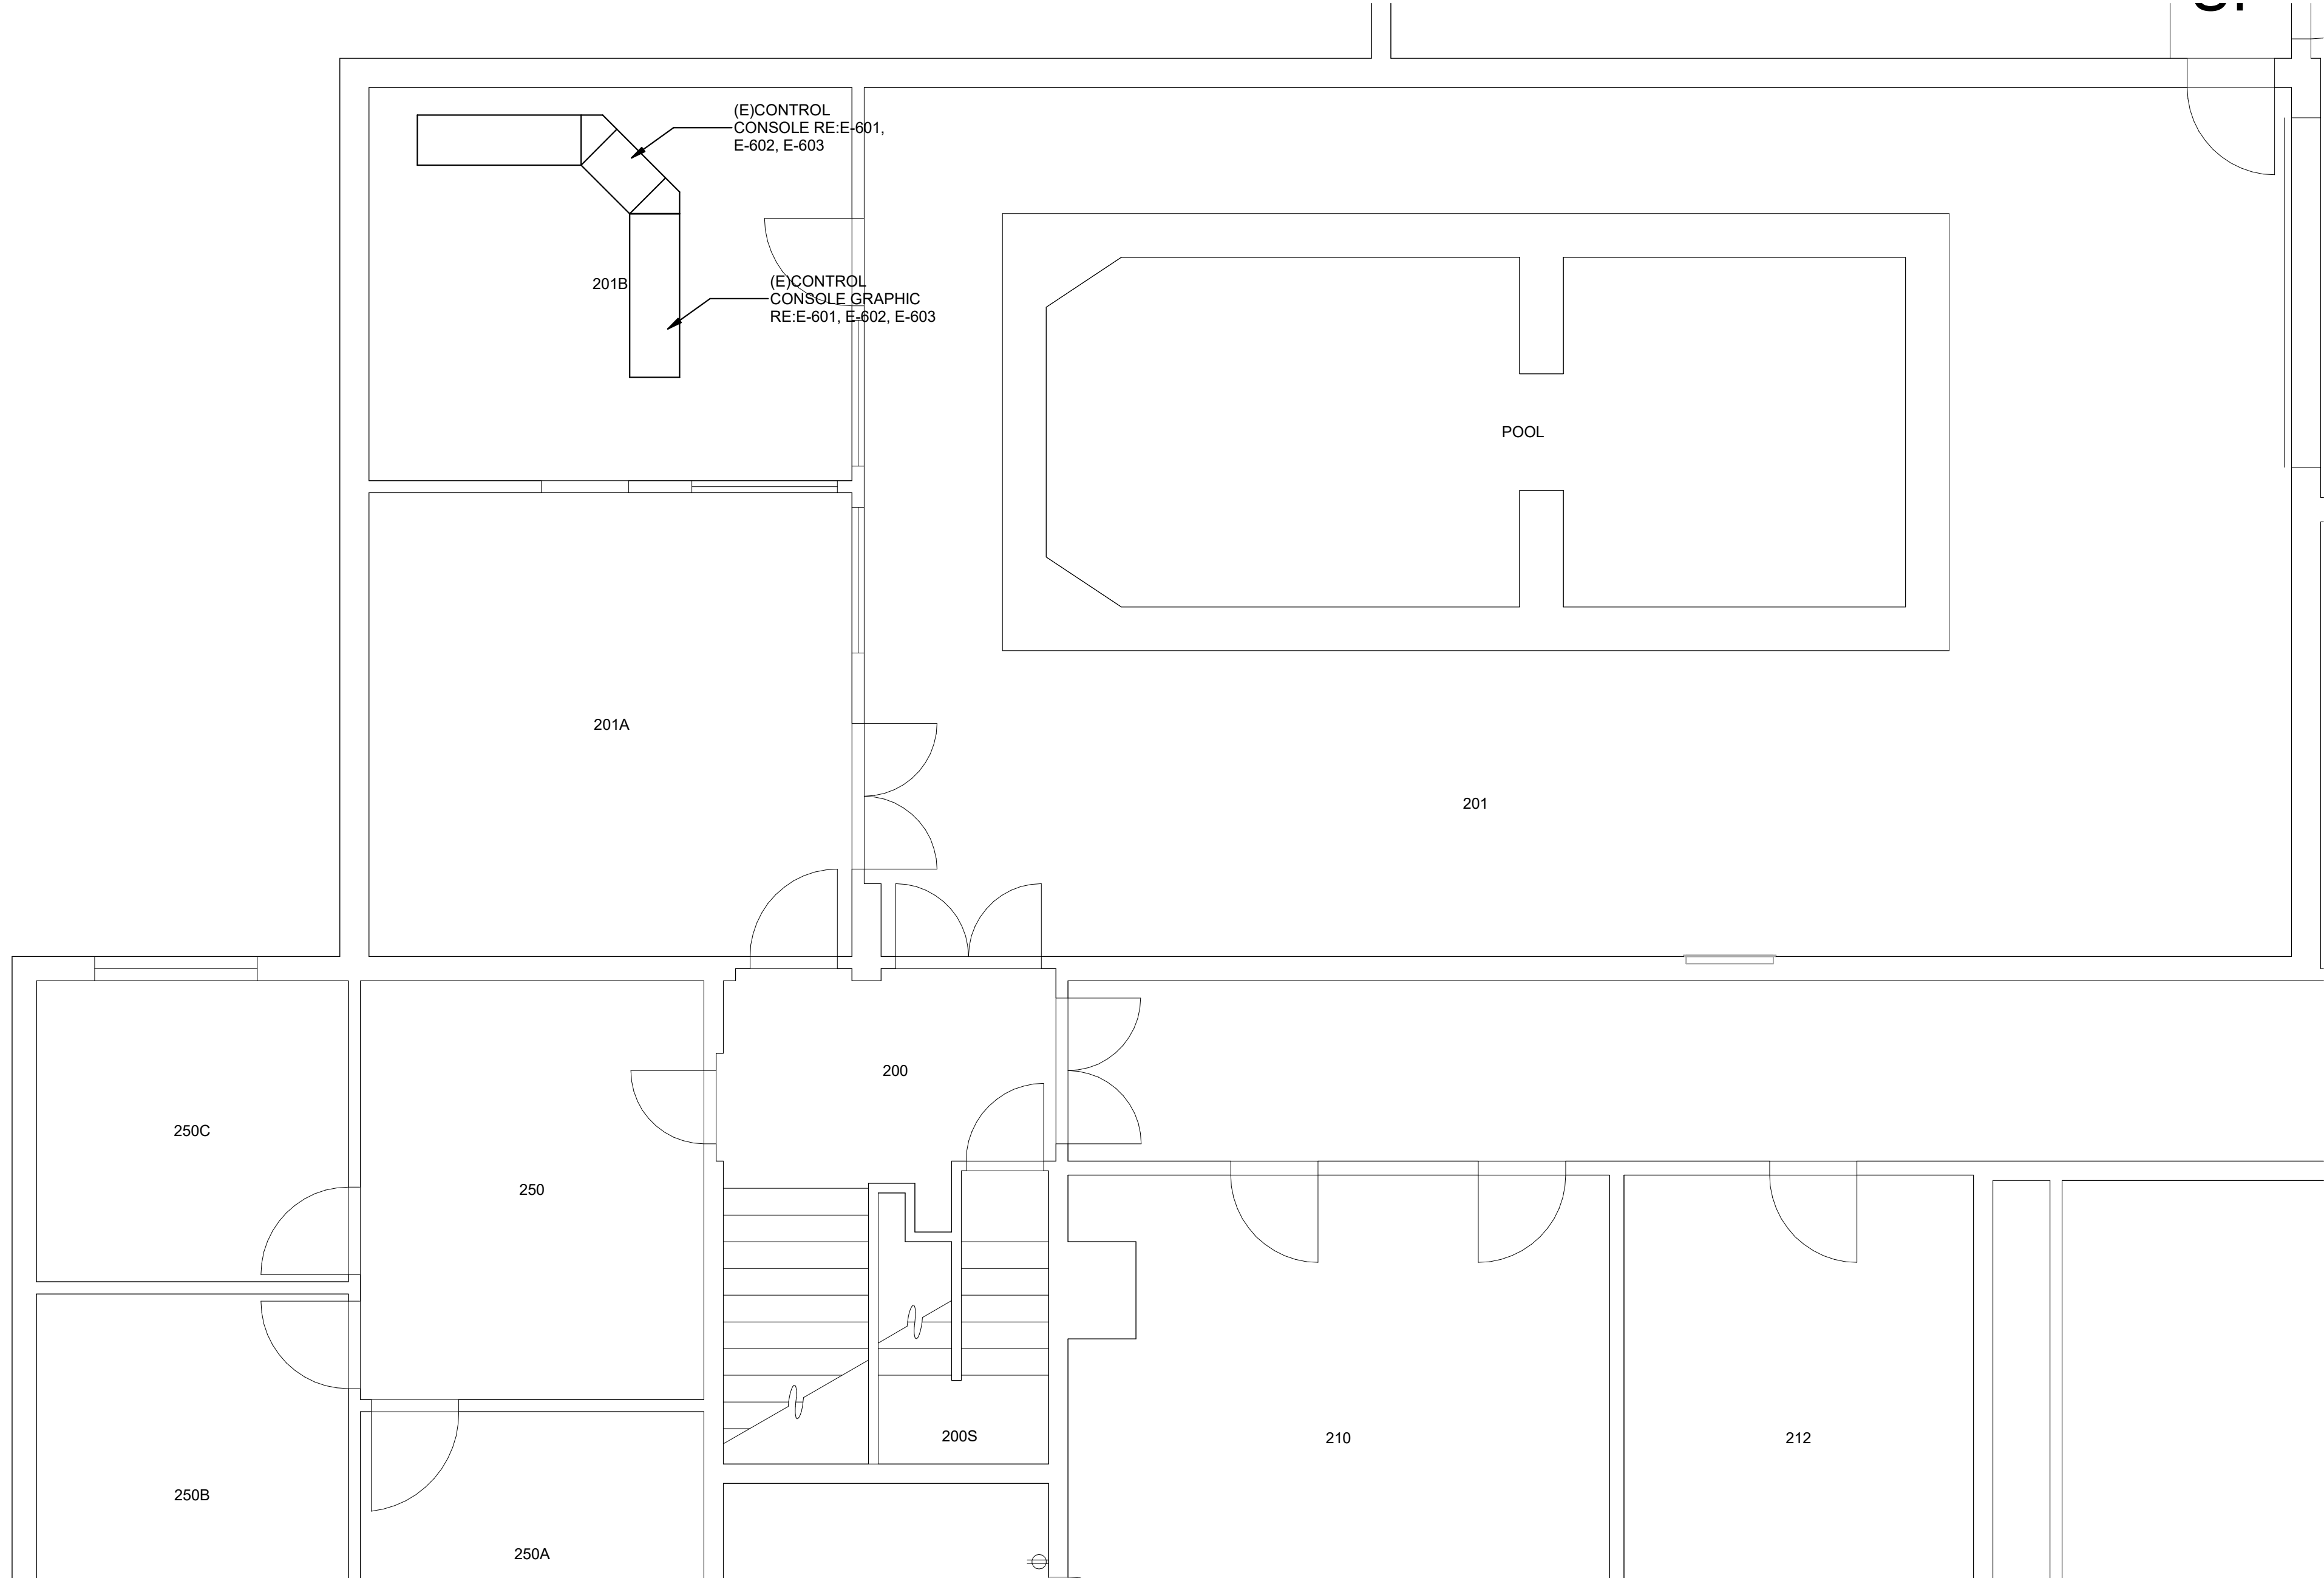 (E)CONTROL
CONSOLE RE:E-601,
E-602, E-603
201B
(E)CONTROL
CONSOLE GRAPHIC
RE:E-601, E-602, E-603
POOL
201A
201
200
250C
250
200S
210
212
250B
250A